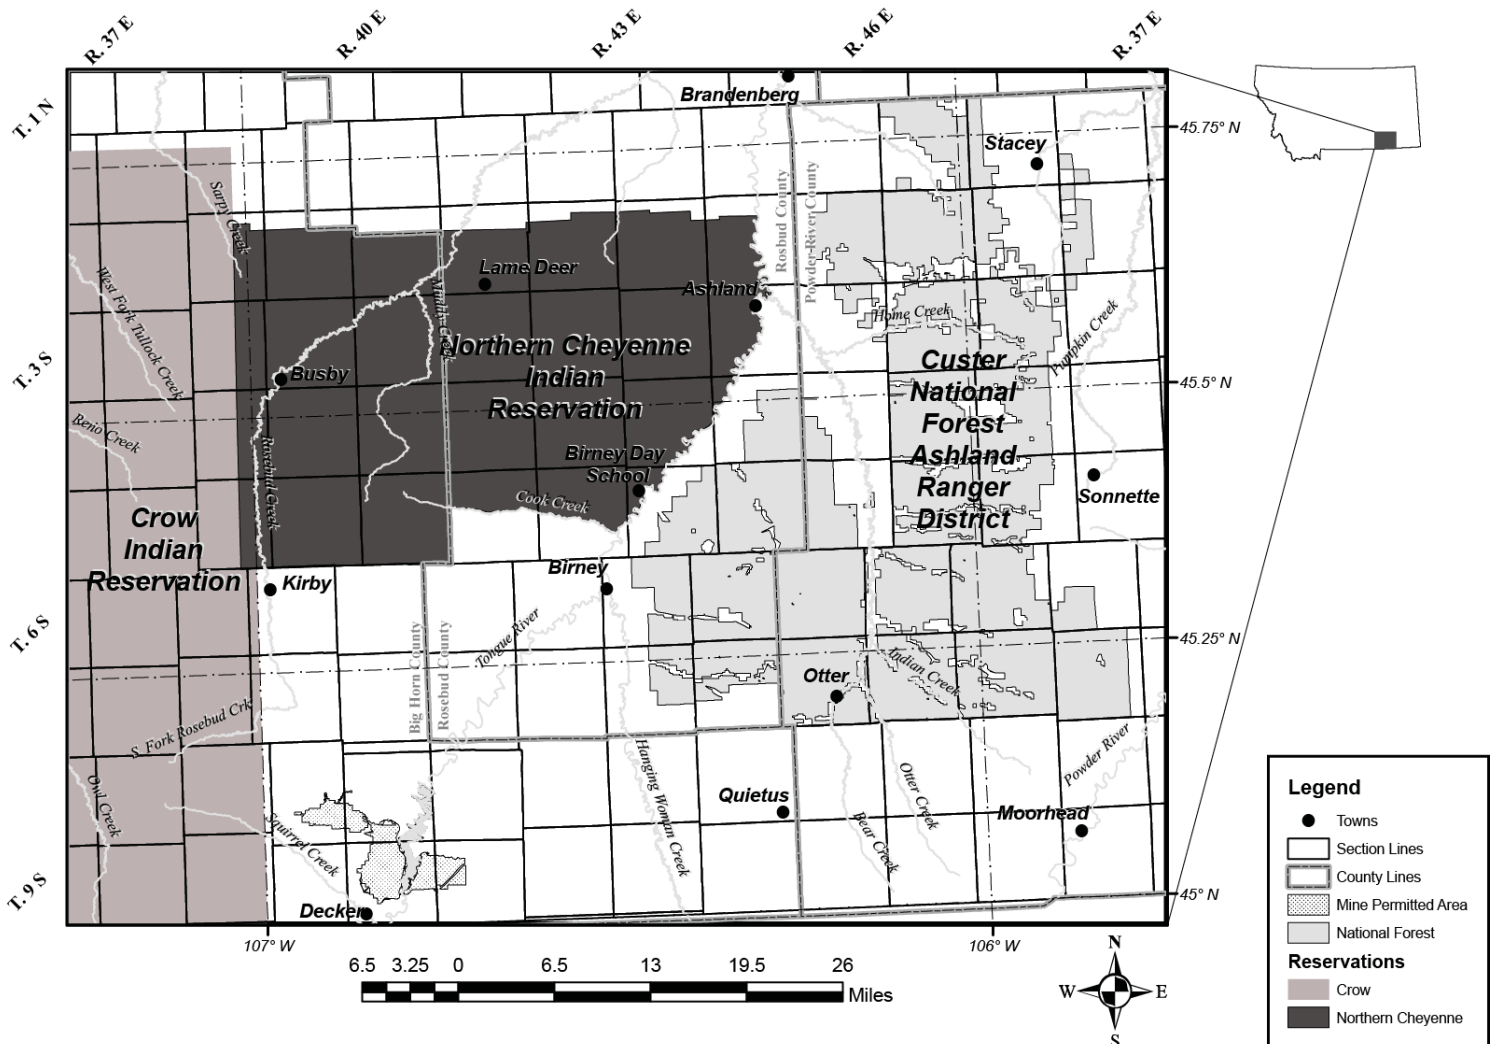 R. 37 E
R. 40 E
R. 43 E
R. 46 E
R. 37 E
T. 1 N
T. 3 S
T. 6 S
T. 9 S
Brandenberg
Stacey
45.75° N
Sarpy Creek
Rosbud County
Powder River County
West Fork Tullock Creek
Lame Deer
Ashland
Home Creek
Pumpkin Creek
Northern Cheyenne
Indian
Reservation
Custer
National
Forest
Ashland
Ranger
District
45.5° N
Busby
Reno Creek
Rosebud Creek
Birney Day
School
Cook Creek
Sonnette
Crow
Indian
Reservation
Kirby
Birney
Tongue River
Big Horn County
Rosebud County
45.25° N
Otter
Indian Creek
S. Fork Rosebud Crk
Owl Creek
Squirrel Creek
Hanging Woman Creek
Quietus
Bear Creek
Otter Creek
Powder River
Moorhead
Decker
45° N
107° W
106° W
6.5 3.25 0 6.5 13 19.5 26
Miles
N
W E
S
Legend
Towns
Section Lines
County Lines
Mine Permitted Area
National Forest
Reservations
Crow
Northern Cheyenne